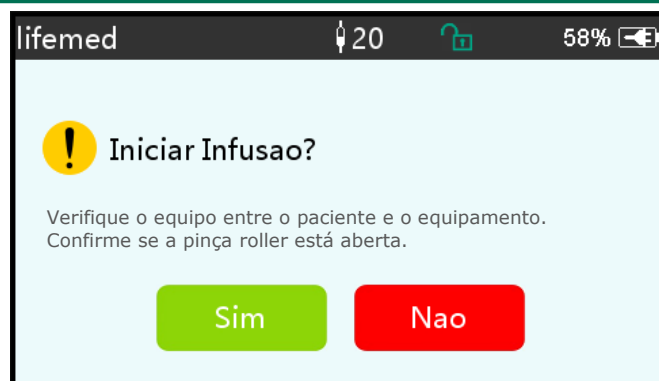 lifemed 20 58%
Iniciar Infusao?
Verifique o equipo entre o paciente e o equipamento.
Confirme se a pinça roller está aberta.
Sim Nao